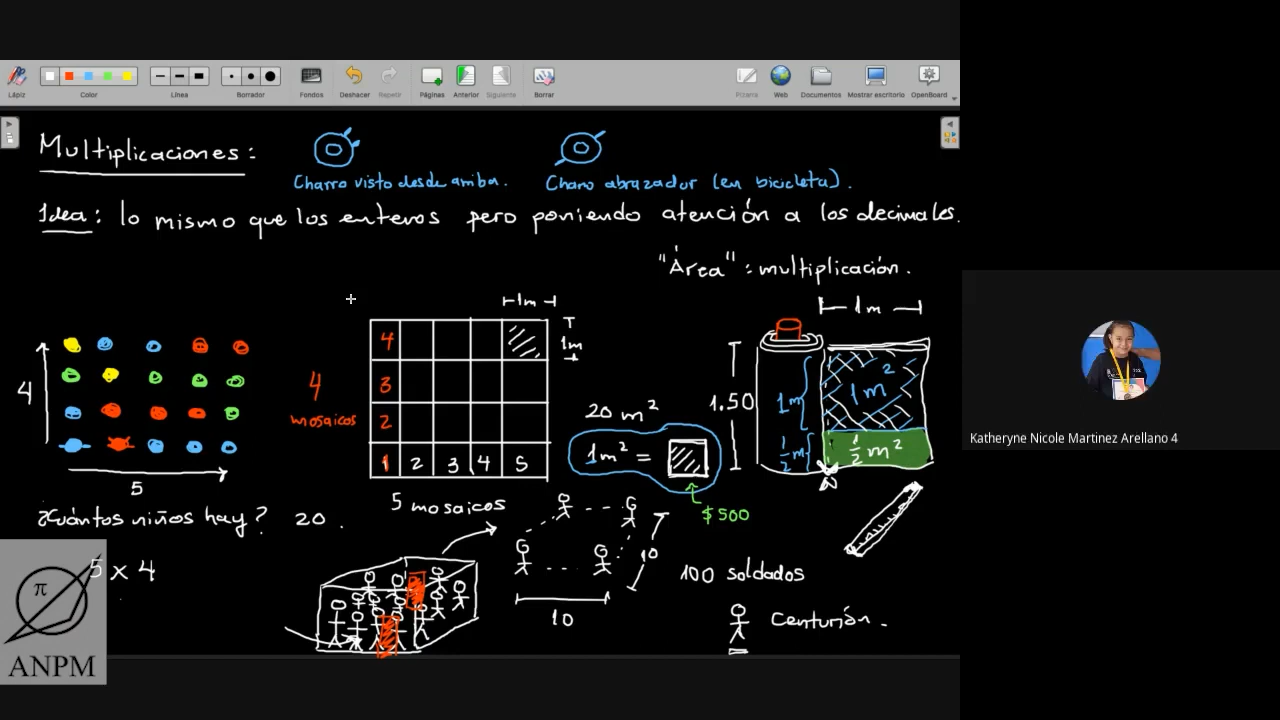 Lápiz
Color
Línea
Borrador
Fondos
Deshacer
Repetir
Páginas
Anterior
Siguiente
Borrar
Pizarra
Web
Documentos
Mostrar escritorio
OpenBoard
Multiplicaciones:
Charro visto desde arriba.
Charro abrazador (en bicicleta).
Idea: lo mismo que los enteros pero poniendo atención a los decimales.
"Área": multiplicación.
4
5
¿Cuántos niños hay? 20.
5 x 4
4
mosaicos
4
3
2
1 2 3 4 5
5 mosaicos
1m
1m
20 m²
1m² =
$500
1m
1.50
1m
1/2 m
1m²
1/2 m²
10
10
100 soldados
Centurión.
π
ANPM
Katheryne Nicole Martinez Arellano 4